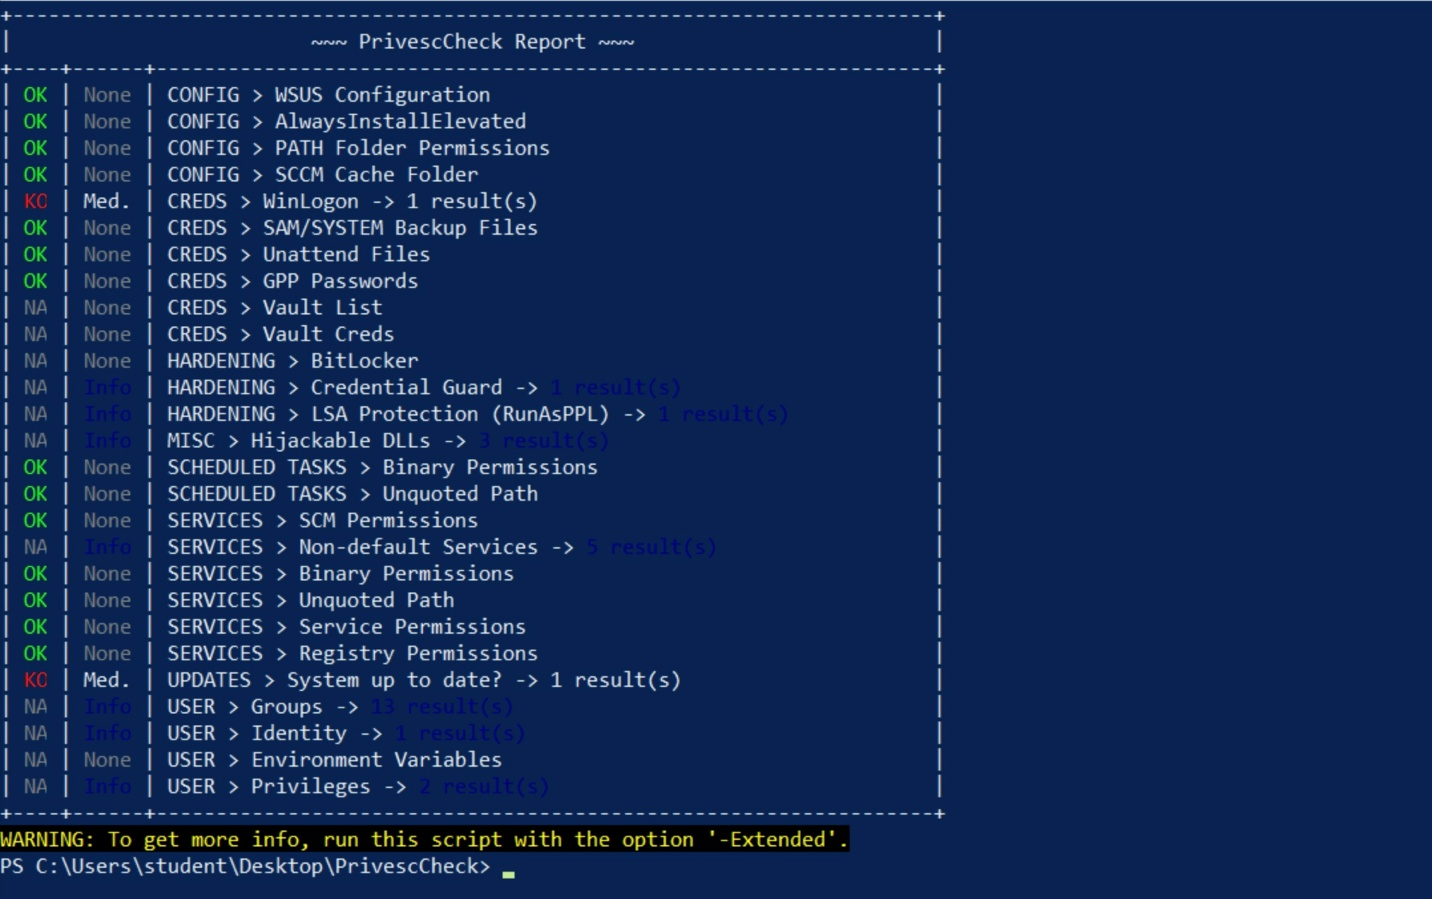 +-----------------------------------------------------------------------------+
| ~~~ PrivescCheck Report ~~~ |
+----+------+------------------------------------------------------------------+
| OK | None | CONFIG > WSUS Configuration |
| OK | None | CONFIG > AlwaysInstallElevated |
| OK | None | CONFIG > PATH Folder Permissions |
| OK | None | CONFIG > SCCM Cache Folder |
| KO | Med. | CREDS > WinLogon -> 1 result(s) |
| OK | None | CREDS > SAM/SYSTEM Backup Files |
| OK | None | CREDS > Unattend Files |
| OK | None | CREDS > GPP Passwords |
| NA | None | CREDS > Vault List |
| NA | None | CREDS > Vault Creds |
| NA | None | HARDENING > BitLocker |
| NA | Info | HARDENING > Credential Guard -> 1 result(s) |
| NA | Info | HARDENING > LSA Protection (RunAsPPL) -> 1 result(s) |
| NA | Info | MISC > Hijackable DLLs -> 3 result(s) |
| OK | None | SCHEDULED TASKS > Binary Permissions |
| OK | None | SCHEDULED TASKS > Unquoted Path |
| OK | None | SERVICES > SCM Permissions |
| NA | Info | SERVICES > Non-default Services -> 5 result(s) |
| OK | None | SERVICES > Binary Permissions |
| OK | None | SERVICES > Unquoted Path |
| OK | None | SERVICES > Service Permissions |
| OK | None | SERVICES > Registry Permissions |
| KO | Med. | UPDATES > System up to date? -> 1 result(s) |
| NA | Info | USER > Groups -> 13 result(s) |
| NA | Info | USER > Identity -> 1 result(s) |
| NA | None | USER > Environment Variables |
| NA | Info | USER > Privileges -> 2 result(s) |
+----+------+------------------------------------------------------------------+
WARNING: To get more info, run this script with the option '-Extended'.
PS C:\Users\student\Desktop\PrivescCheck> _